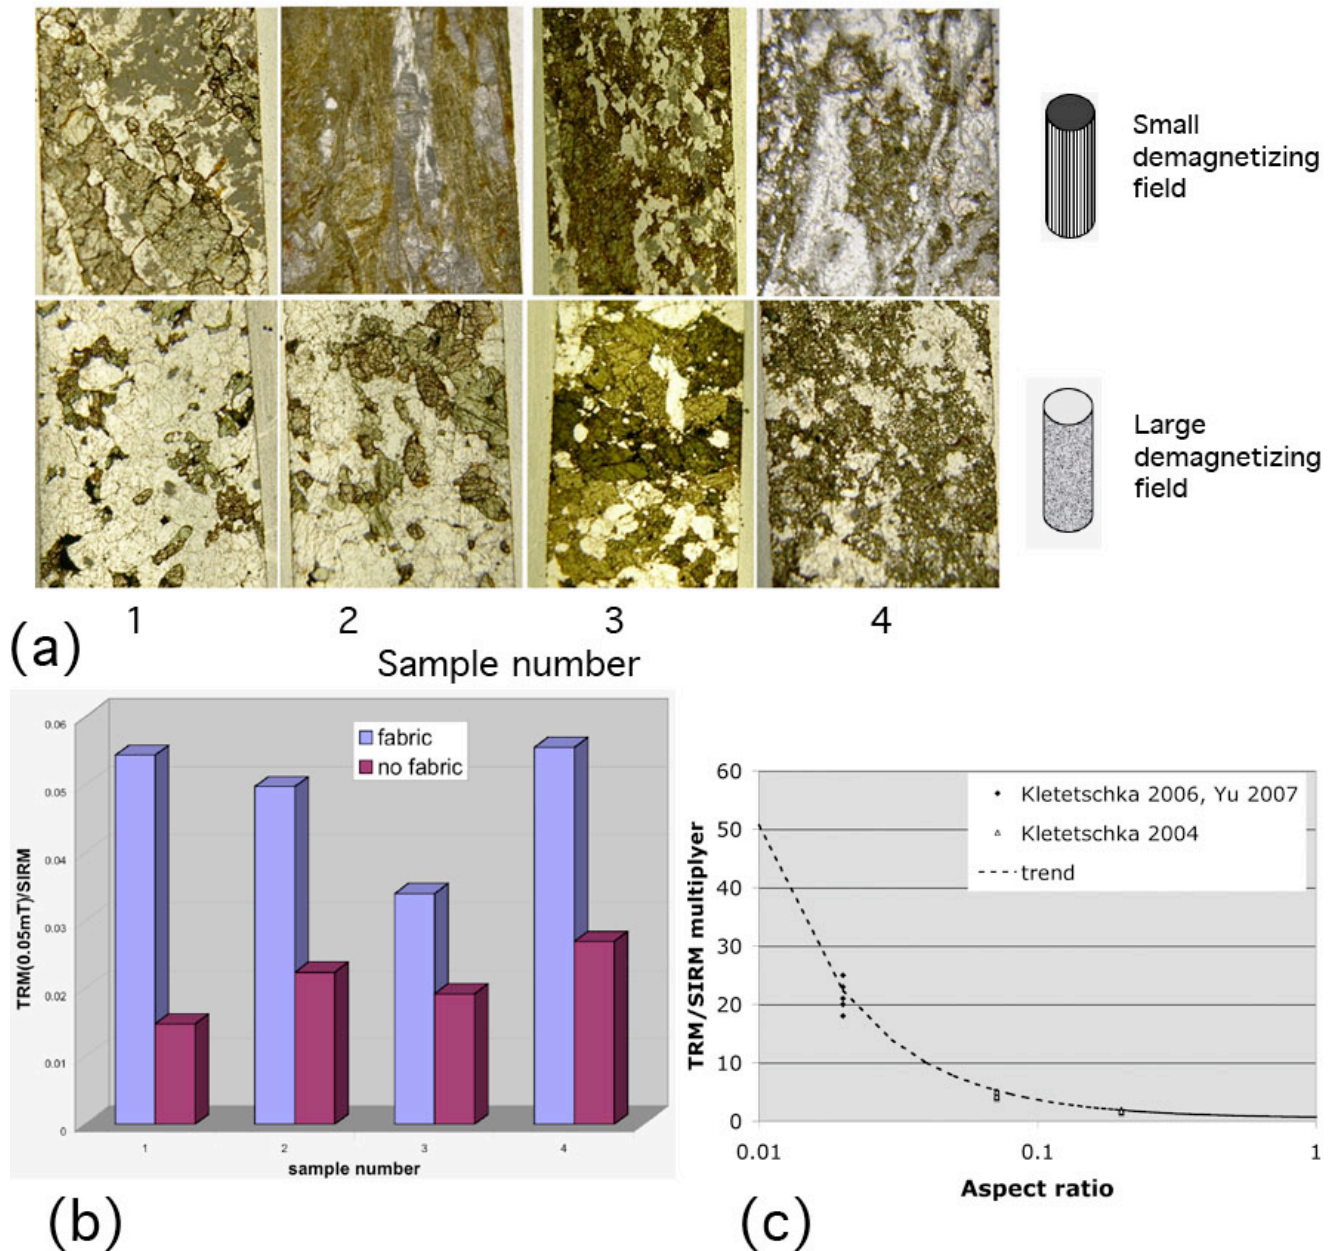 Small
demagnetizing
field
Large
demagnetizing
field
1 2 3 4
(a)
Sample number
0.06
0.05
0.04
0.03
0.02
0.01
0
TRM(0.05mT)/SIRM
fabric
no fabric
1 2 3 4
sample number
(b)
60
50
40
30
20
10
0
TRM/SIRM multiplyer
Kletetschka 2006, Yu 2007
Kletetschka 2004
trend
0.01 0.1 1
Aspect ratio
(c)